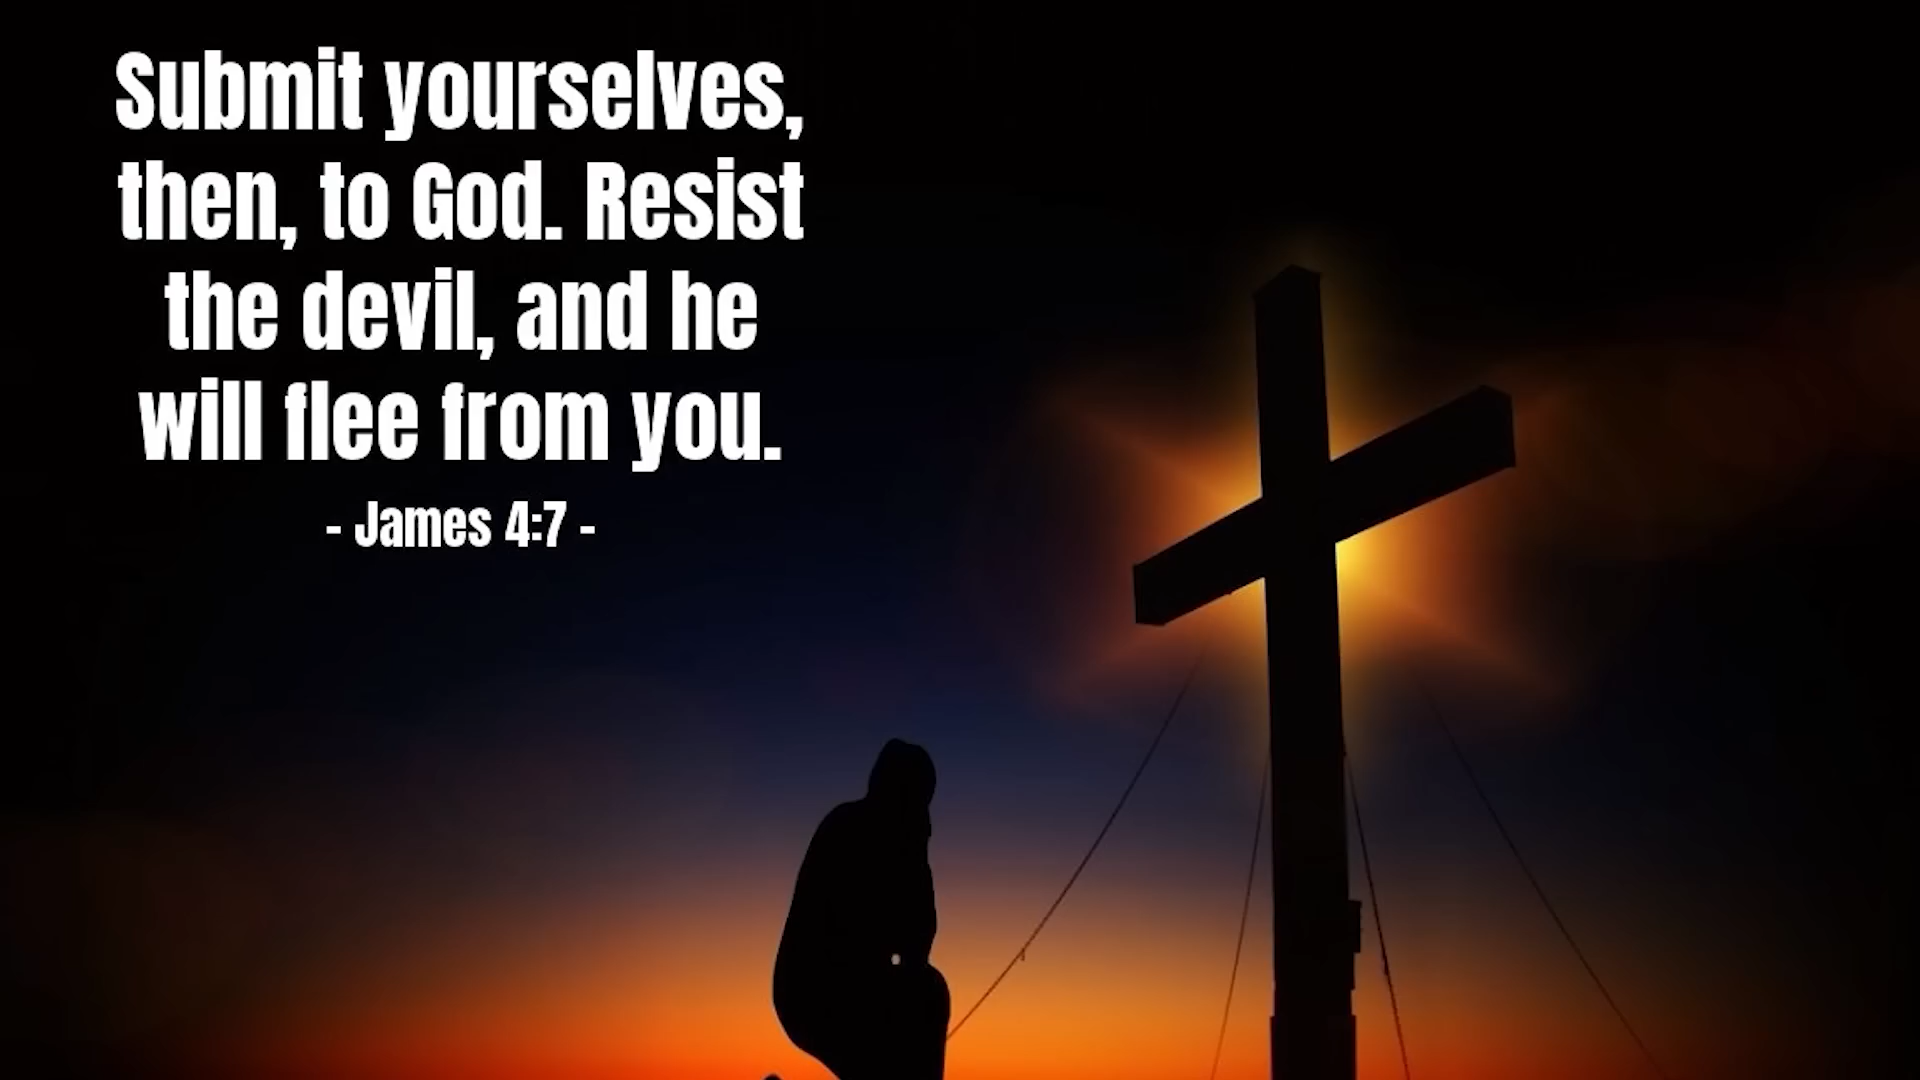 Submit yourselves,
then, to God. Resist
the devil, and he
will flee from you.
- James 4:7 -